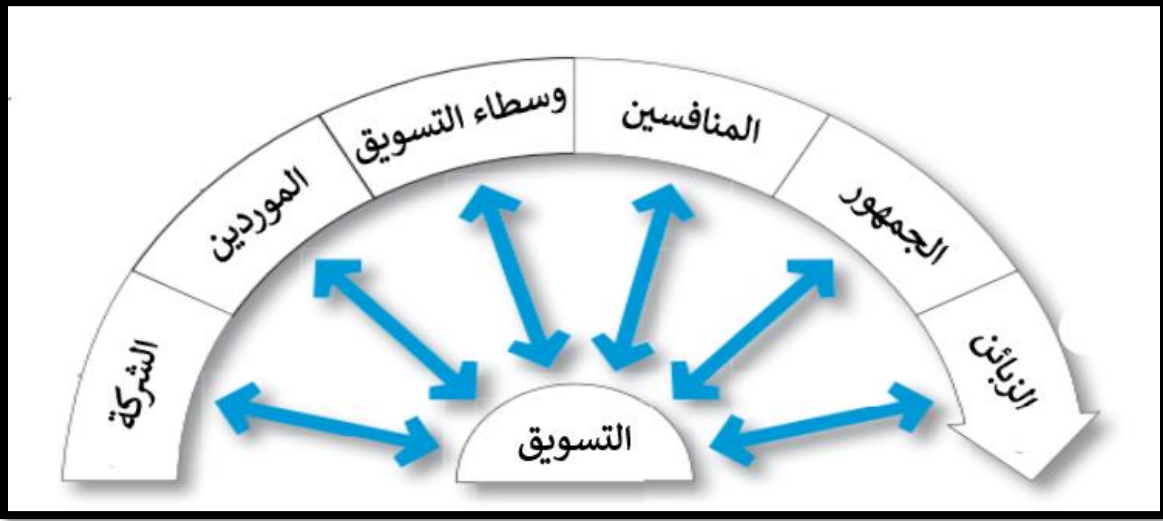 الشركة
الموردين
وسطاء التسويق
المنافسين
الجمهور
الزبائن
التسويق